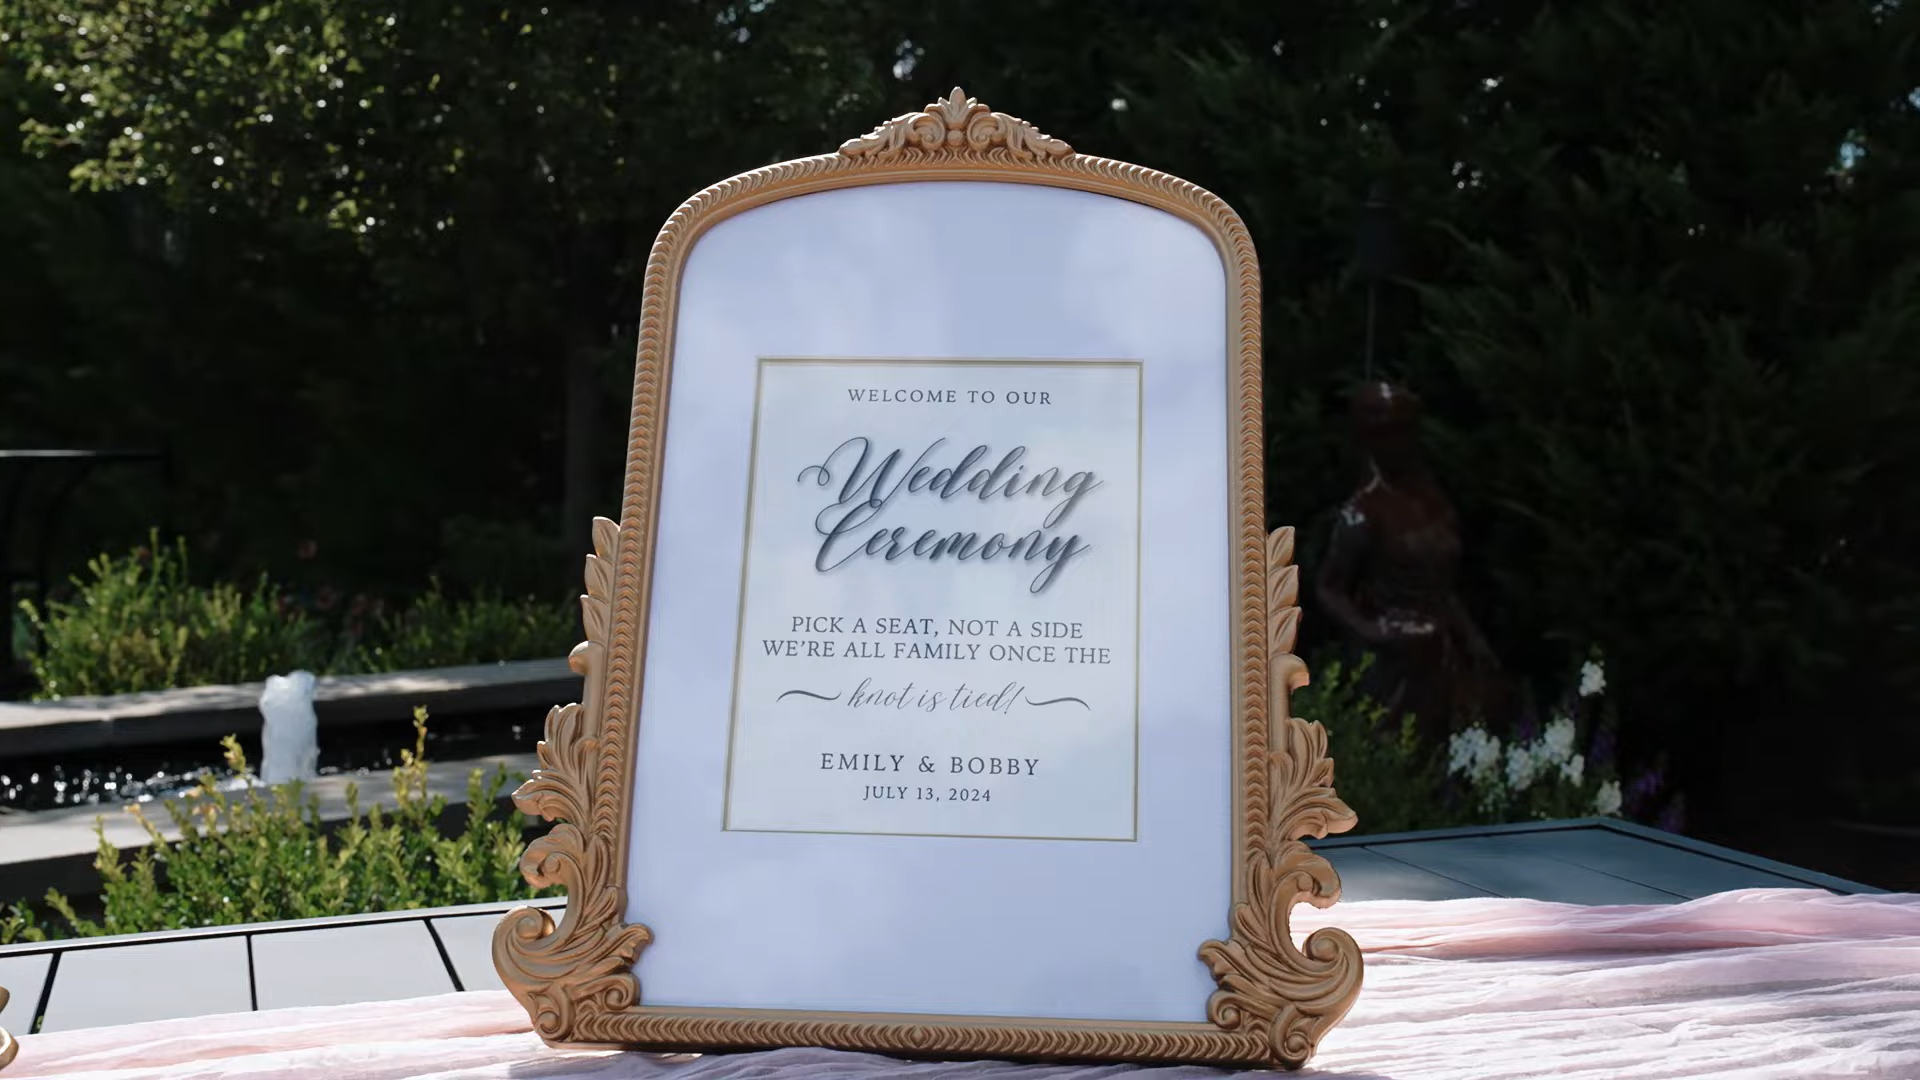 WELCOME TO OUR
Wedding
Ceremony
PICK A SEAT, NOT A SIDE
WE'RE ALL FAMILY ONCE THE
knot is tied!
EMILY & BOBBY
JULY 13, 2024